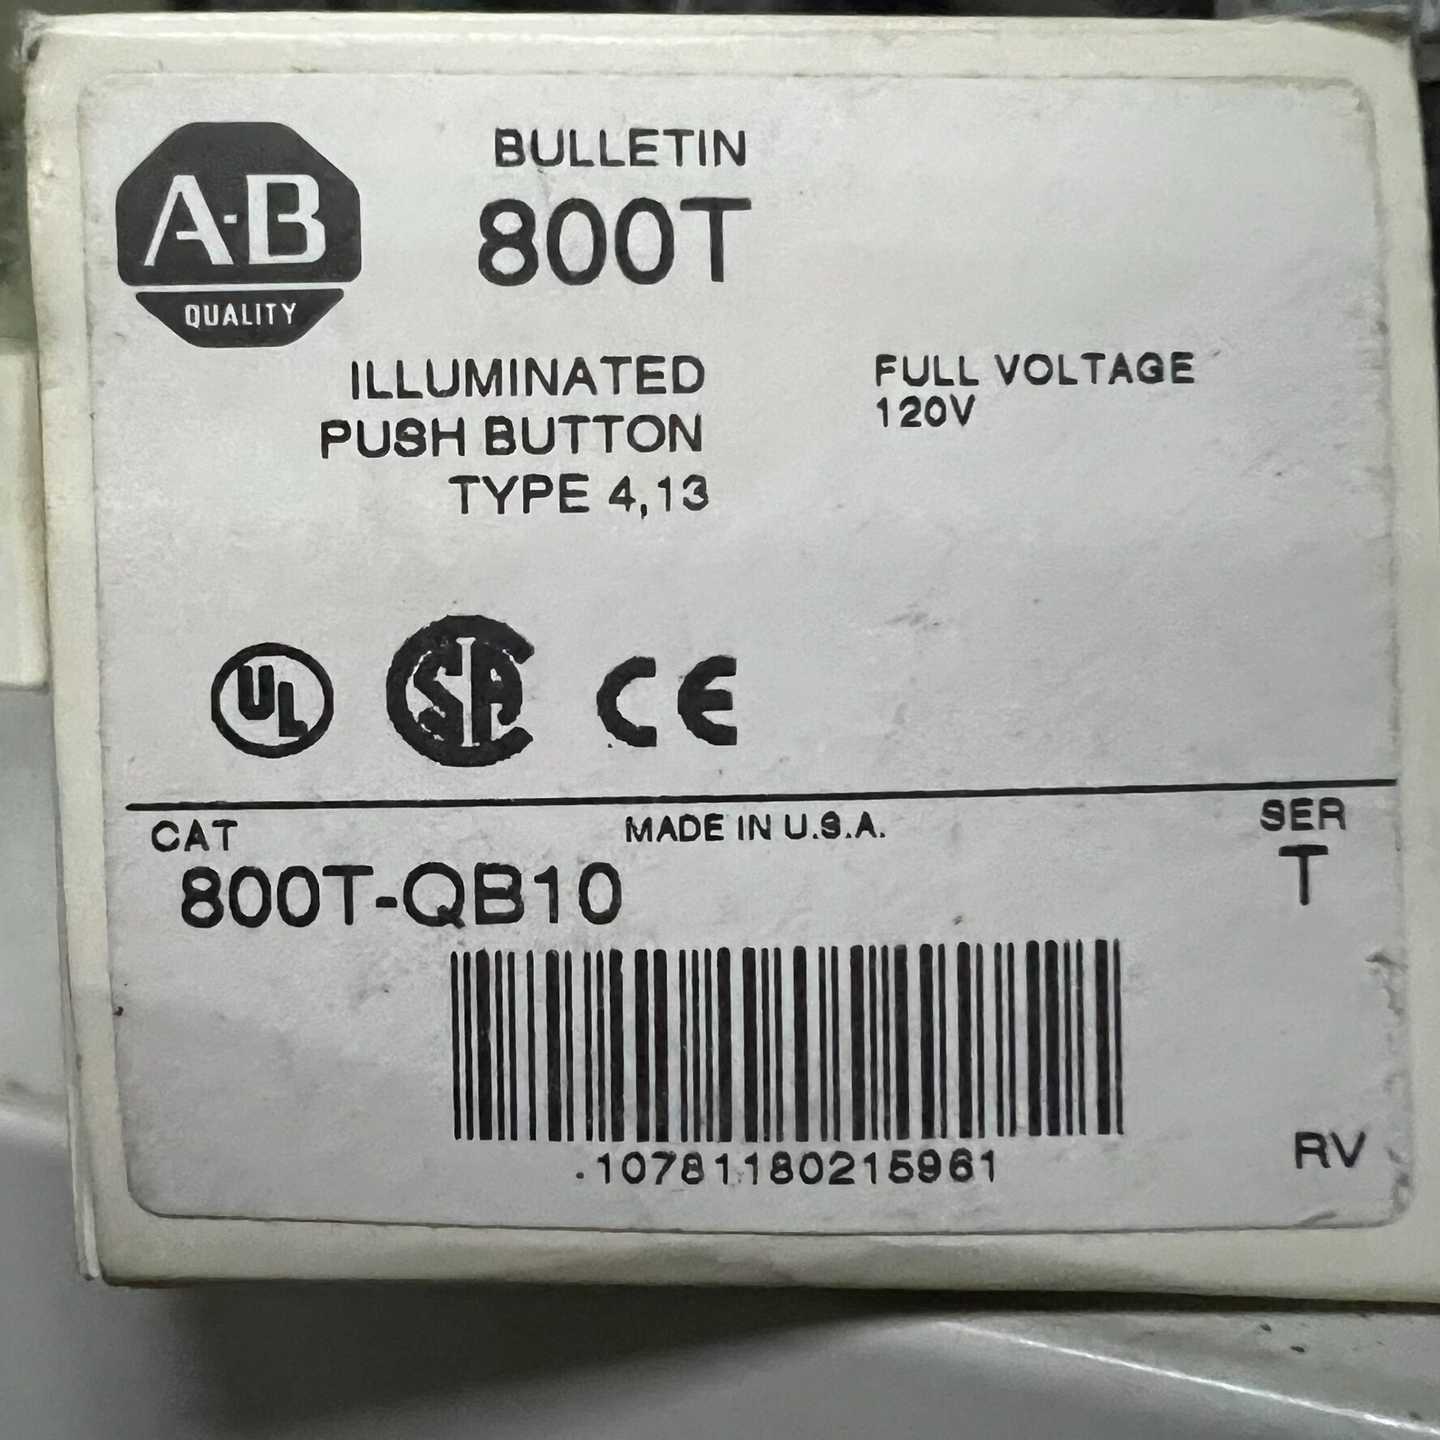 A-B
QUALITY
BULLETIN
800T
ILLUMINATED
PUSH BUTTON
TYPE 4,13
FULL VOLTAGE
120V
UL
CSA
CE
CAT
MADE IN U.S.A.
SER
800T-QB10
T
10781180215961
RV